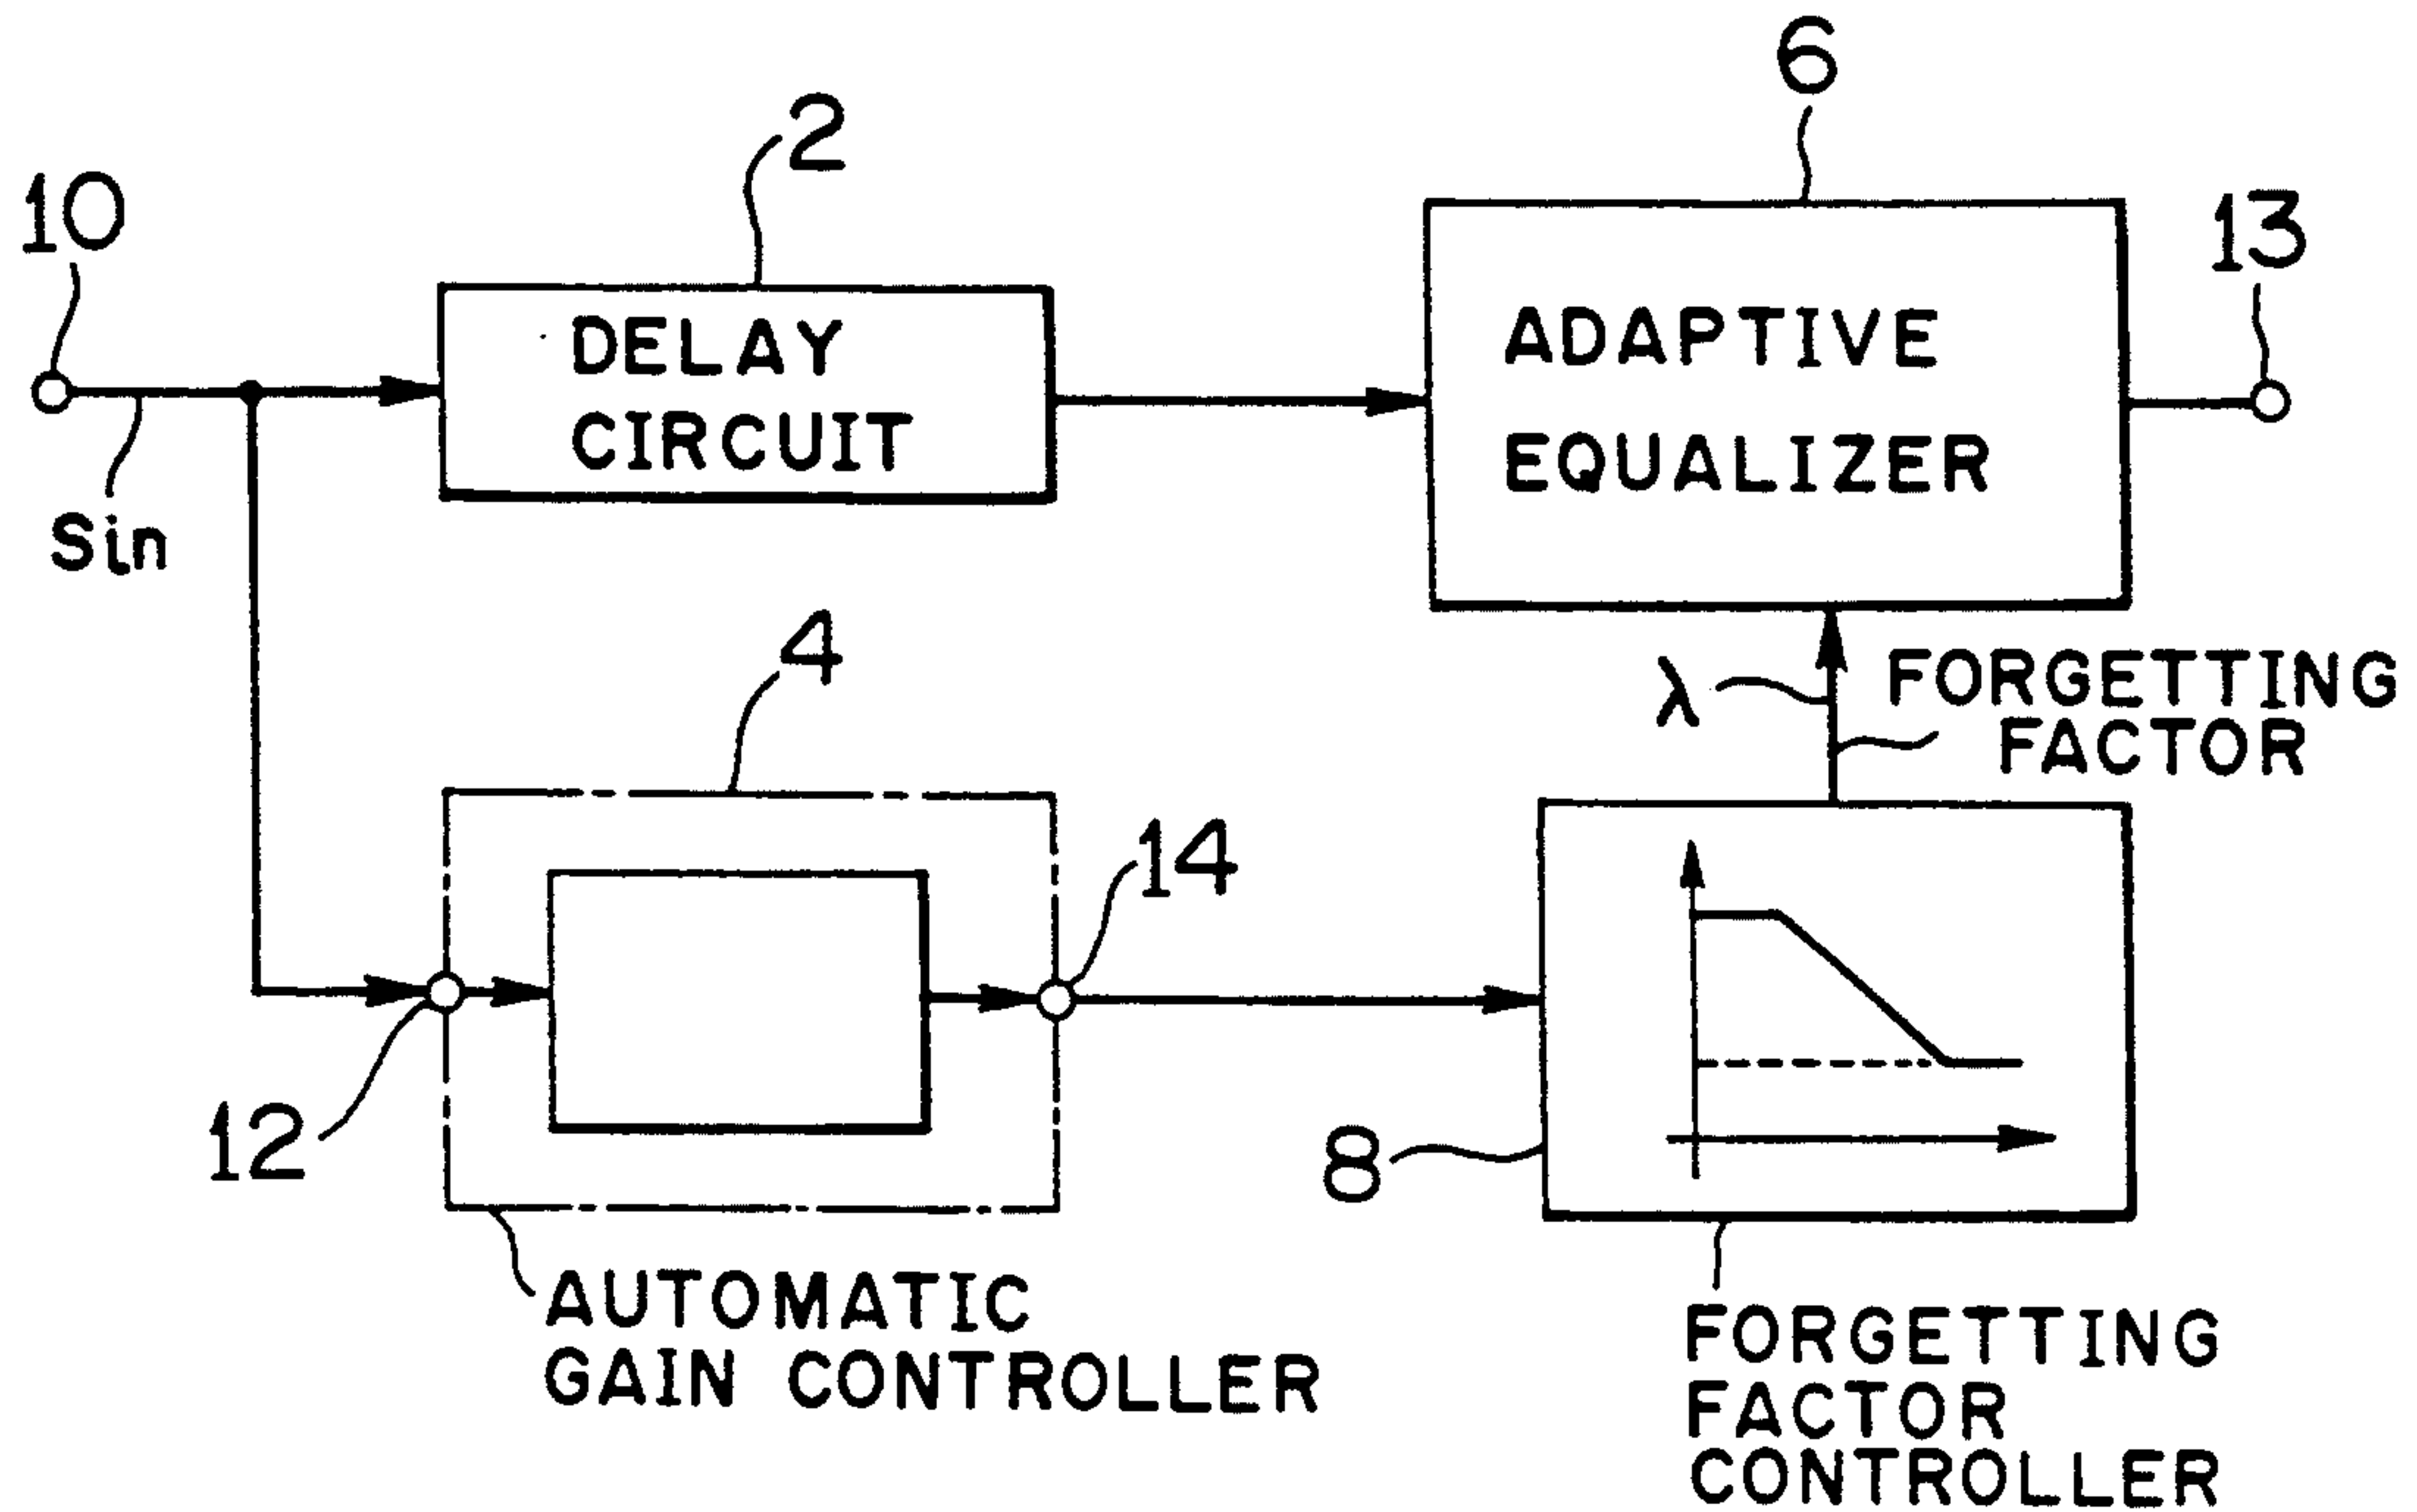 6
2
10
13
DELAY
CIRCUIT
ADAPTIVE
EQUALIZER
Sin
4
λ
FORGETTING
FACTOR
14
12
8
AUTOMATIC
GAIN CONTROLLER
FORGETTING
FACTOR
CONTROLLER